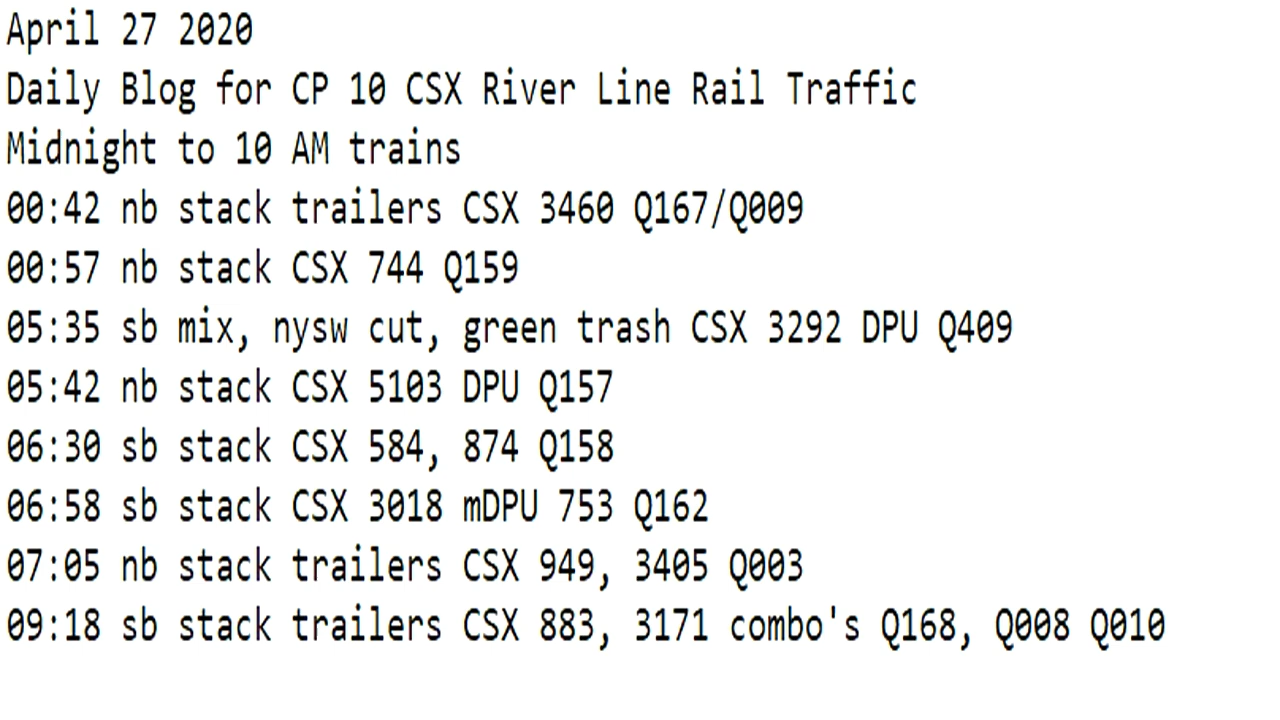 April 27 2020
Daily Blog for CP 10 CSX River Line Rail Traffic
Midnight to 10 AM trains
00:42 nb stack trailers CSX 3460 Q167/Q009
00:57 nb stack CSX 744 Q159
05:35 sb mix, nysw cut, green trash CSX 3292 DPU Q409
05:42 nb stack CSX 5103 DPU Q157
06:30 sb stack CSX 584, 874 Q158
06:58 sb stack CSX 3018 mDPU 753 Q162
07:05 nb stack trailers CSX 949, 3405 Q003
09:18 sb stack trailers CSX 883, 3171 combo's Q168, Q008 Q010